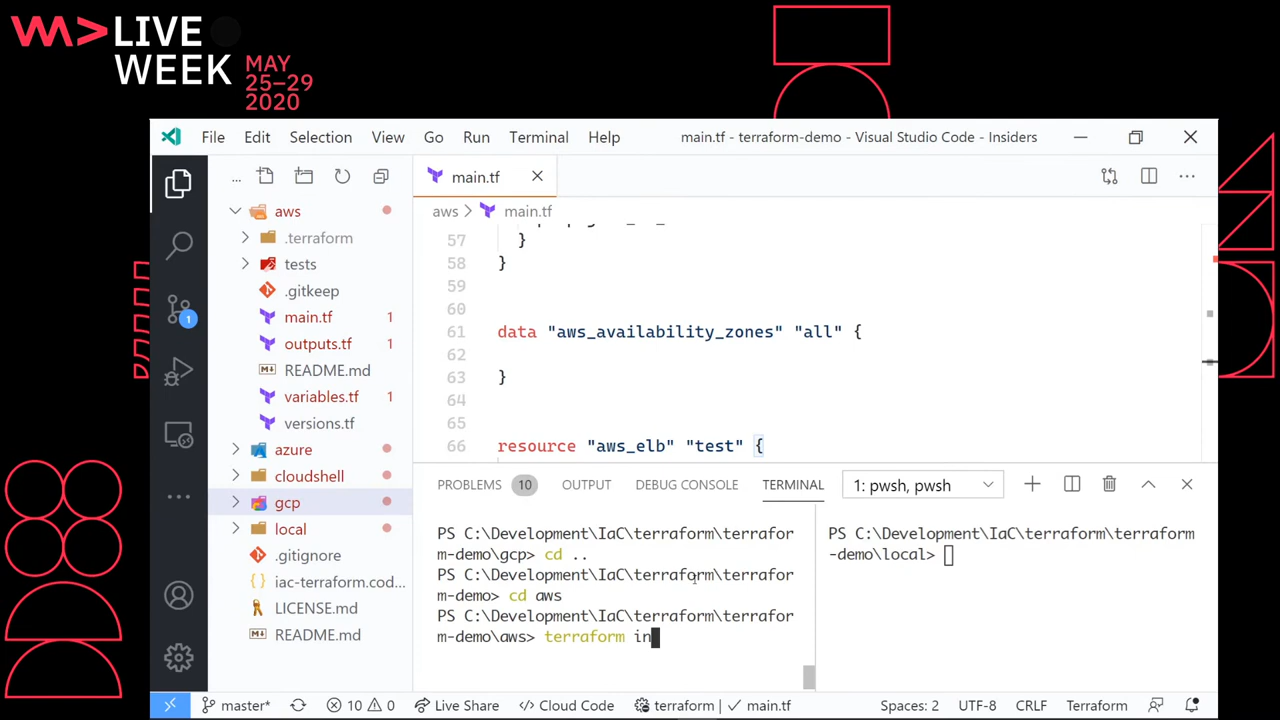 LIVE
WEEK
MAY
25–29
2020
File Edit Selection View Go Run Terminal Help main.tf - terraform-demo - Visual Studio Code - Insiders
... main.tf
aws > main.tf
aws
.terraform
tests
.gitkeep
main.tf 1
outputs.tf 1
README.md
variables.tf 1
versions.tf
azure
cloudshell
gcp
local
.gitignore
iac-terraform.cod...
LICENSE.md
README.md
57 }
58 }
59
60
61 data "aws_availability_zones" "all" {
62
63 }
64
65
66 resource "aws_elb" "test" {
PROBLEMS 10 OUTPUT DEBUG CONSOLE TERMINAL 1: pwsh, pwsh
PS C:\Development\IaC\terraform\terrafor
m-demo\gcp> cd ..
PS C:\Development\IaC\terraform\terrafor
m-demo> cd aws
PS C:\Development\IaC\terraform\terrafor
m-demo\aws> terraform in
PS C:\Development\IaC\terraform\terraform
-demo\local>
1
master* 10 0 Live Share Cloud Code terraform | ✓ main.tf Spaces: 2 UTF-8 CRLF Terraform